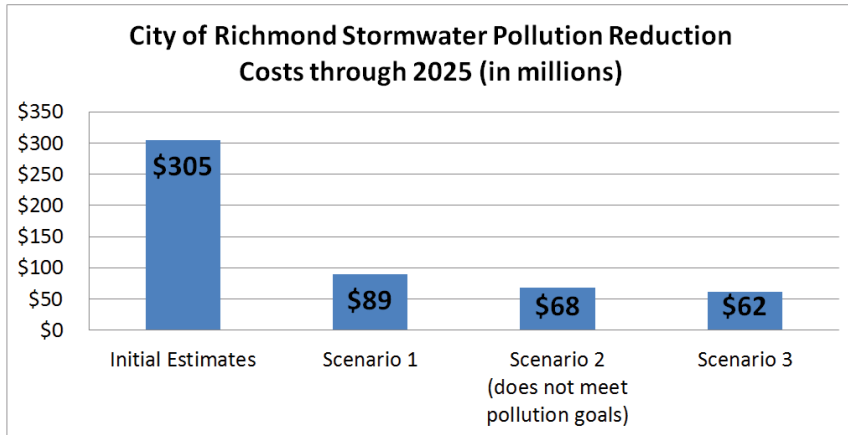 City of Richmond Stormwater Pollution Reduction
Costs through 2025 (in millions)
$350
$300
$250
$200
$150
$100
$50
$0
$305
$89
$68
$62
Initial Estimates
Scenario 1
Scenario 2
(does not meet
pollution goals)
Scenario 3